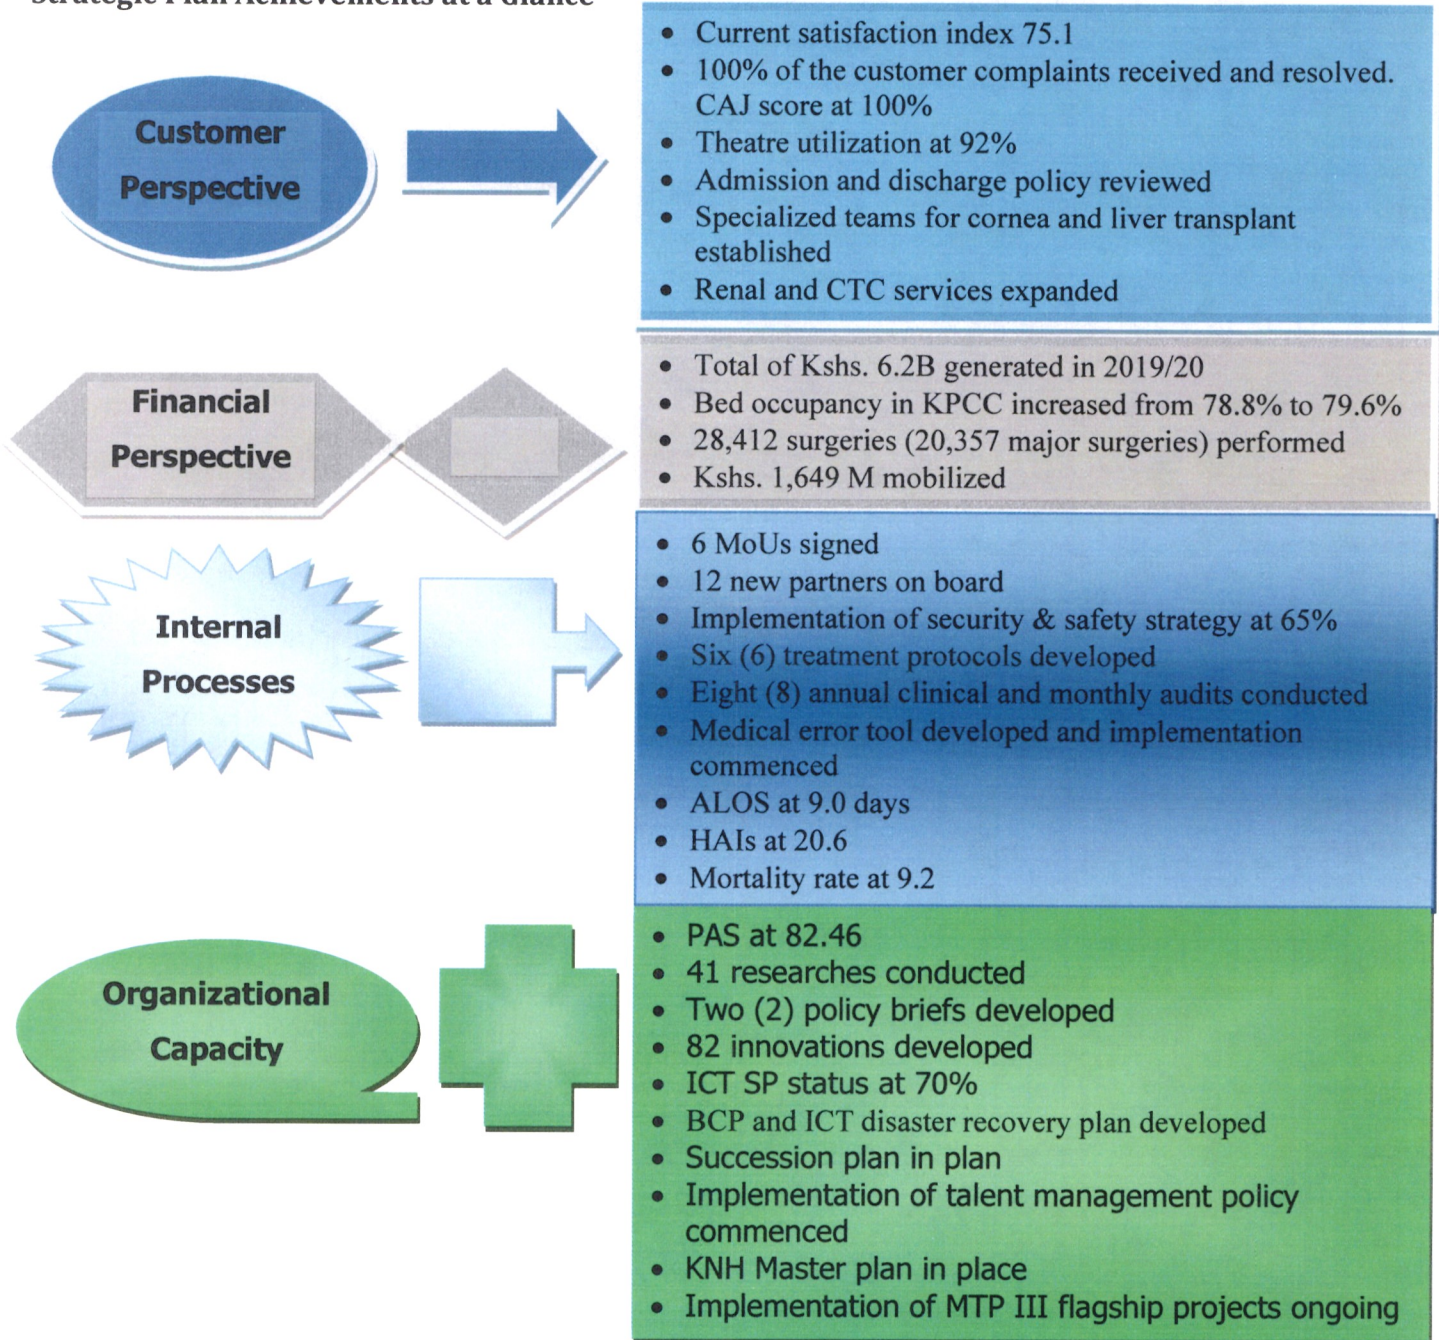 Strategic Plan Achievements at a Glance
Customer
Perspective
• Current satisfaction index 75.1
• 100% of the customer complaints received and resolved.
CAJ score at 100%
• Theatre utilization at 92%
• Admission and discharge policy reviewed
• Specialized teams for cornea and liver transplant
established
• Renal and CTC services expanded
Financial
Perspective
• Total of Kshs. 6.2B generated in 2019/20
• Bed occupancy in KPCC increased from 78.8% to 79.6%
• 28,412 surgeries (20,357 major surgeries) performed
• Kshs. 1,649 M mobilized
Internal
Processes
• 6 MoUs signed
• 12 new partners on board
• Implementation of security & safety strategy at 65%
• Six (6) treatment protocols developed
• Eight (8) annual clinical and monthly audits conducted
• Medical error tool developed and implementation
commenced
• ALOS at 9.0 days
• HAIs at 20.6
• Mortality rate at 9.2
Organizational
Capacity
• PAS at 82.46
• 41 researches conducted
• Two (2) policy briefs developed
• 82 innovations developed
• ICT SP status at 70%
• BCP and ICT disaster recovery plan developed
• Succession plan in plan
• Implementation of talent management policy
commenced
• KNH Master plan in place
• Implementation of MTP III flagship projects ongoing